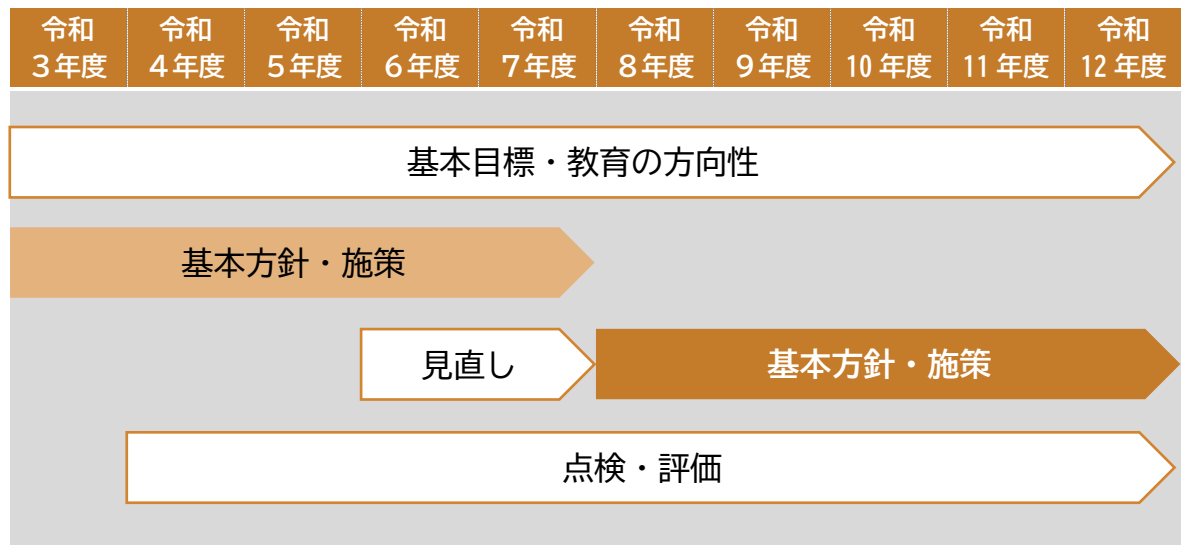 令和 令和 令和 令和 令和 令和 令和 令和 令和 令和
３年度 ４年度 ５年度 ６年度 ７年度 ８年度 ９年度 10 年度 11 年度 12 年度
基本目標・教育の方向性
基本方針・施策
見直し 基本方針・施策
点検・評価